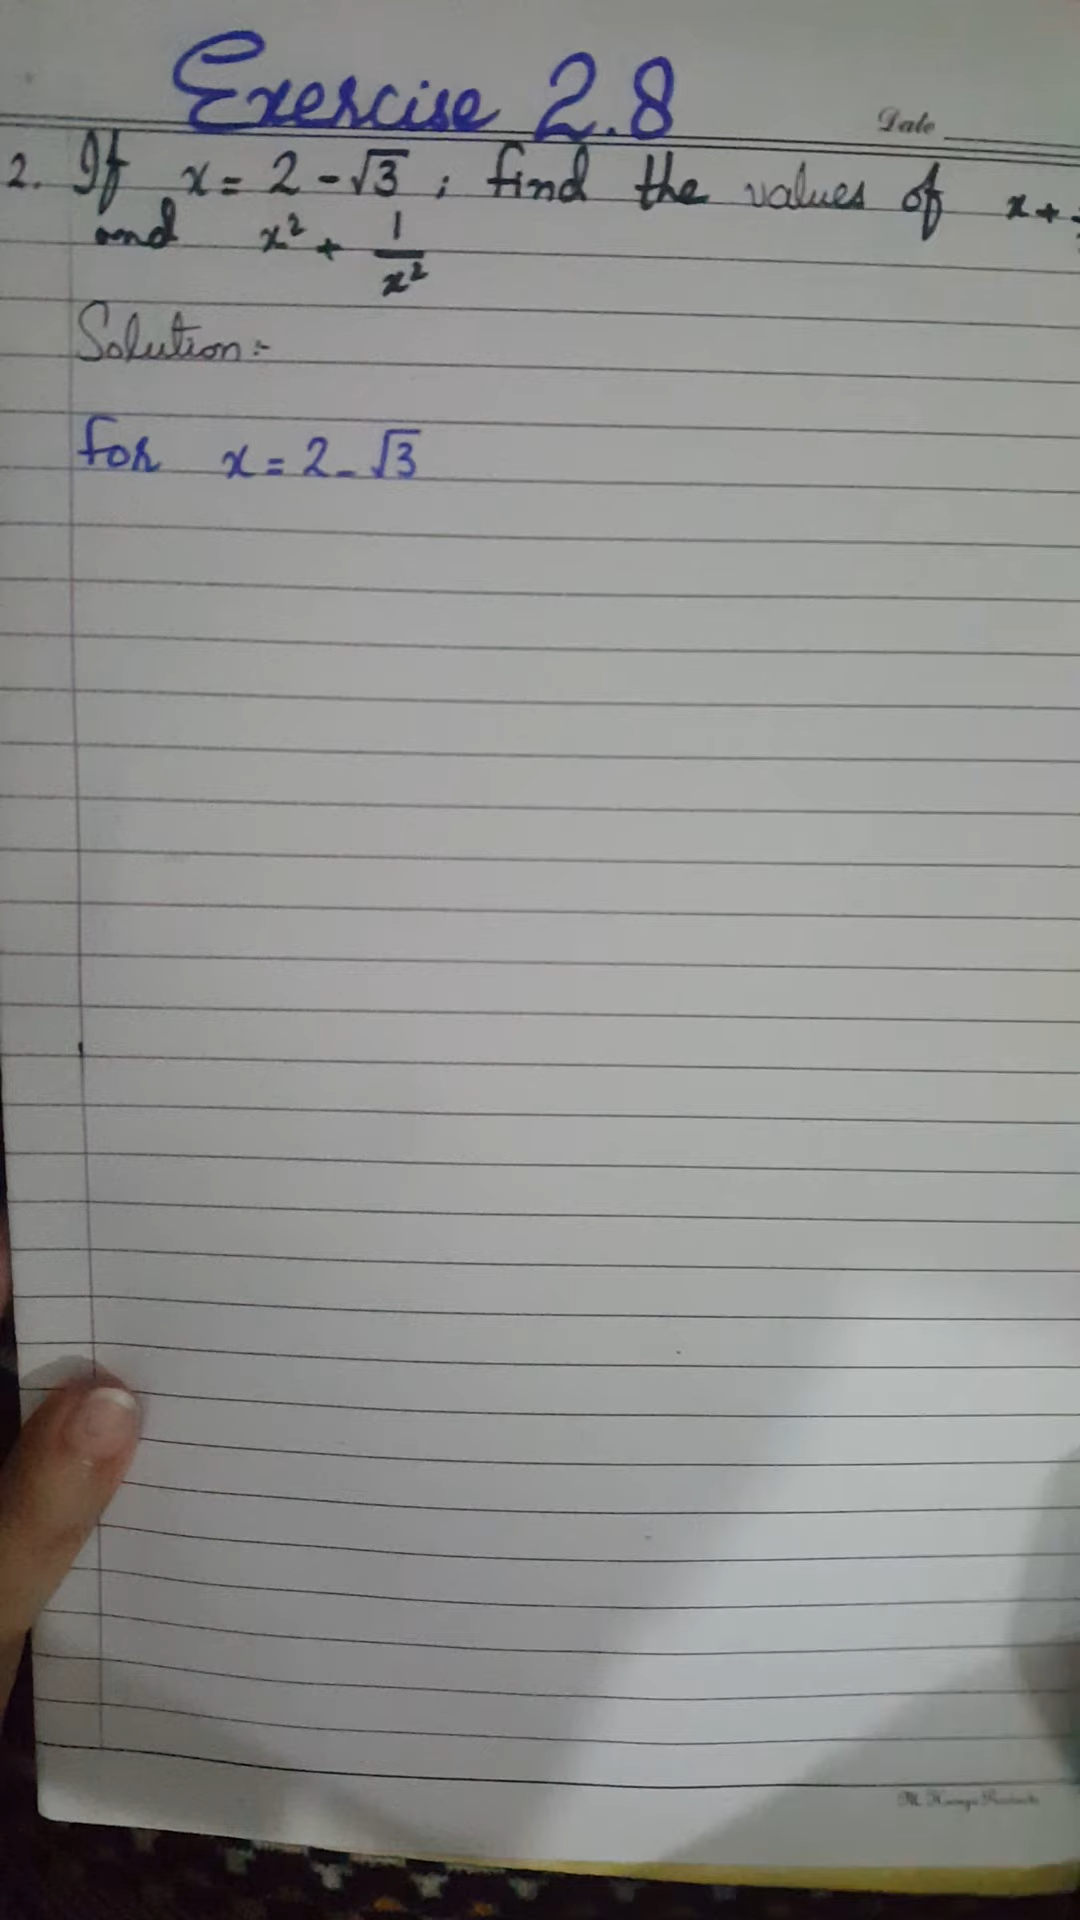 Exercise 2.8
Date
2. If x = 2 - √3 ; find the values of x +
and x² + 1/x²
Solution:-
for x = 2 - √3